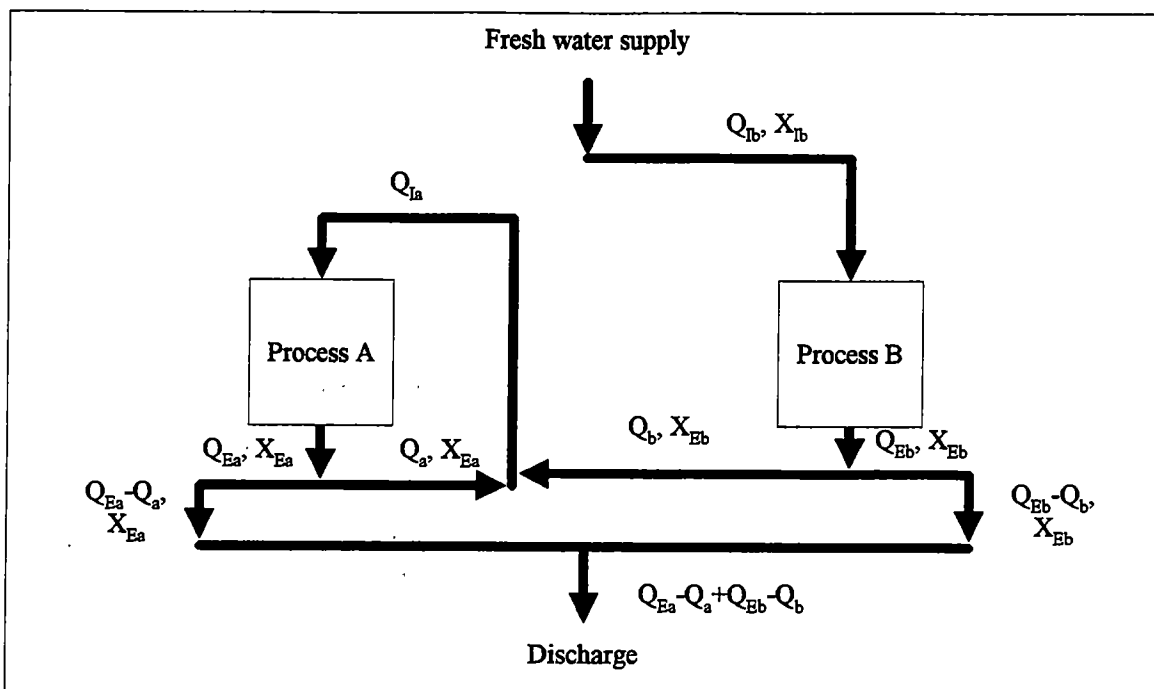 Fresh water supply
Q_Ib, X_Ib
Q_Ia
Process A
Process B
Q_b, X_Eb
Q_Ea, X_Ea
Q_a, X_Ea
Q_Eb, X_Eb
Q_Ea-Q_a,
X_Ea
Q_Eb-Q_b,
X_Eb
Q_Ea-Q_a+Q_Eb-Q_b
Discharge